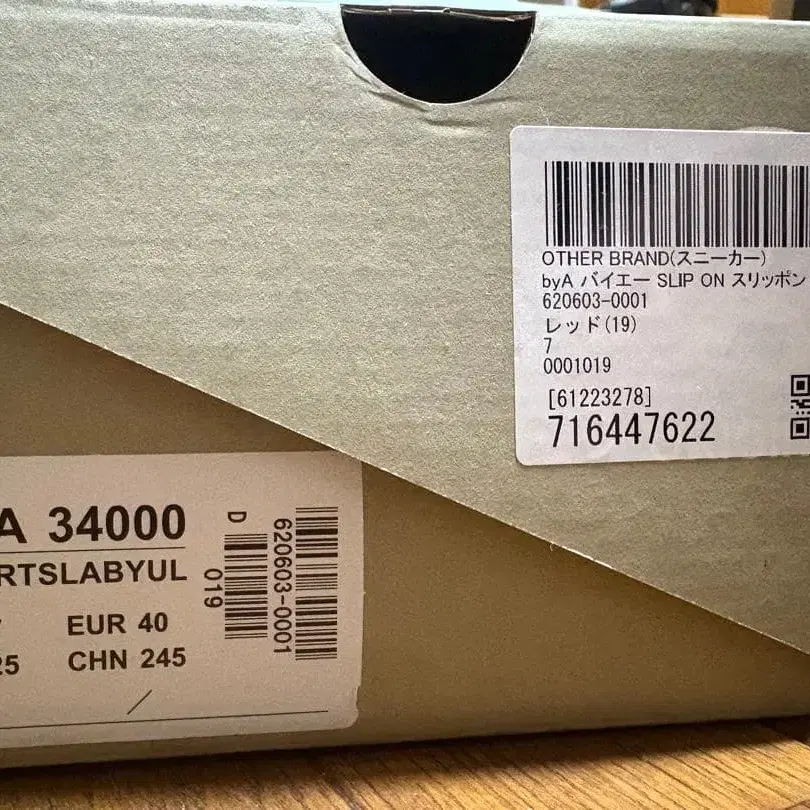 OTHER BRAND(スニーカー)
byA バイエー SLIP ON スリッポン
620603-0001
レッド(19)
7
0001019
[61223278]
716447622
A 34000
RTSLABYUL
EUR 40
25 CHN 245
D
019
620603-0001